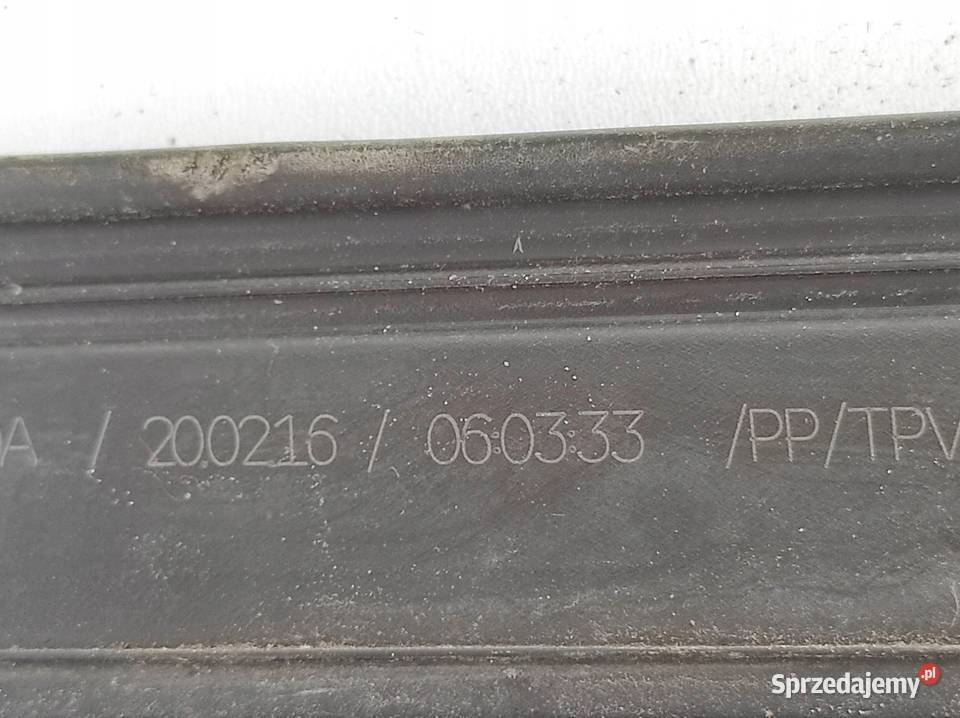 A / 20.02.16 / 06:03:33 /PP/TPV
Sprzedajemy.pl